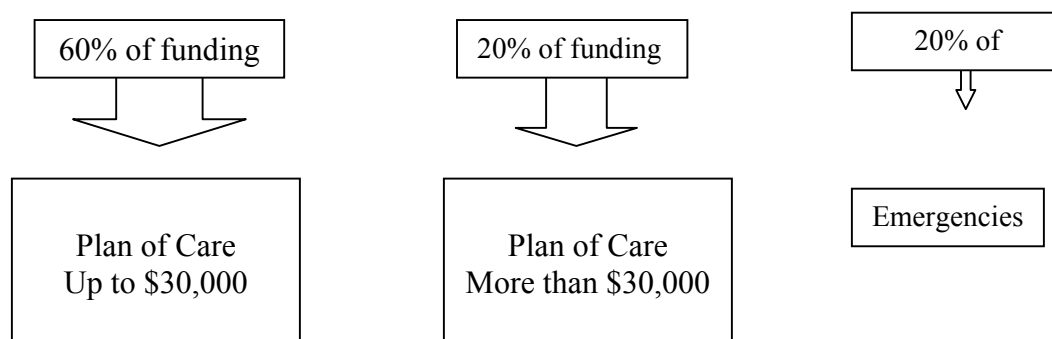 60% of funding
20% of funding
20% of
Plan of Care
Up to $30,000
Plan of Care
More than $30,000
Emergencies